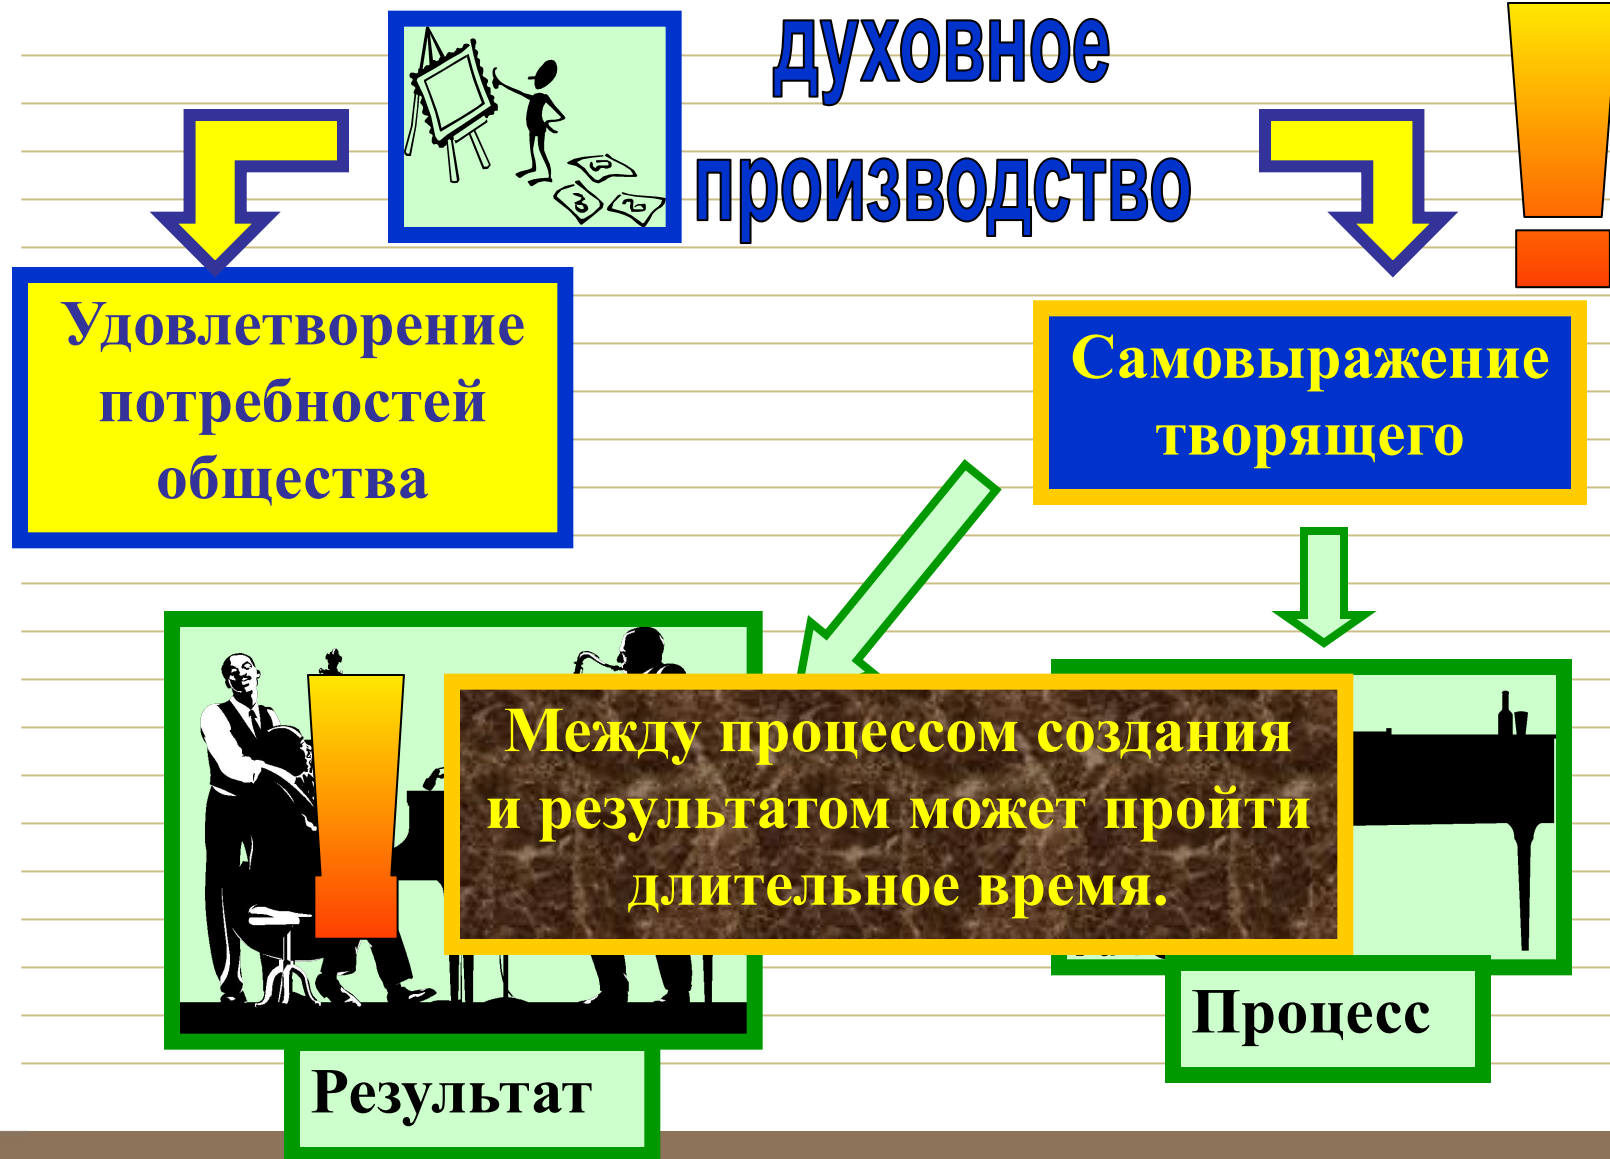 духовное
производство
Удовлетворение
потребностей
общества
Самовыражение
творящего
Между процессом создания
и результатом может пройти
длительное время.
Процесс
Результат